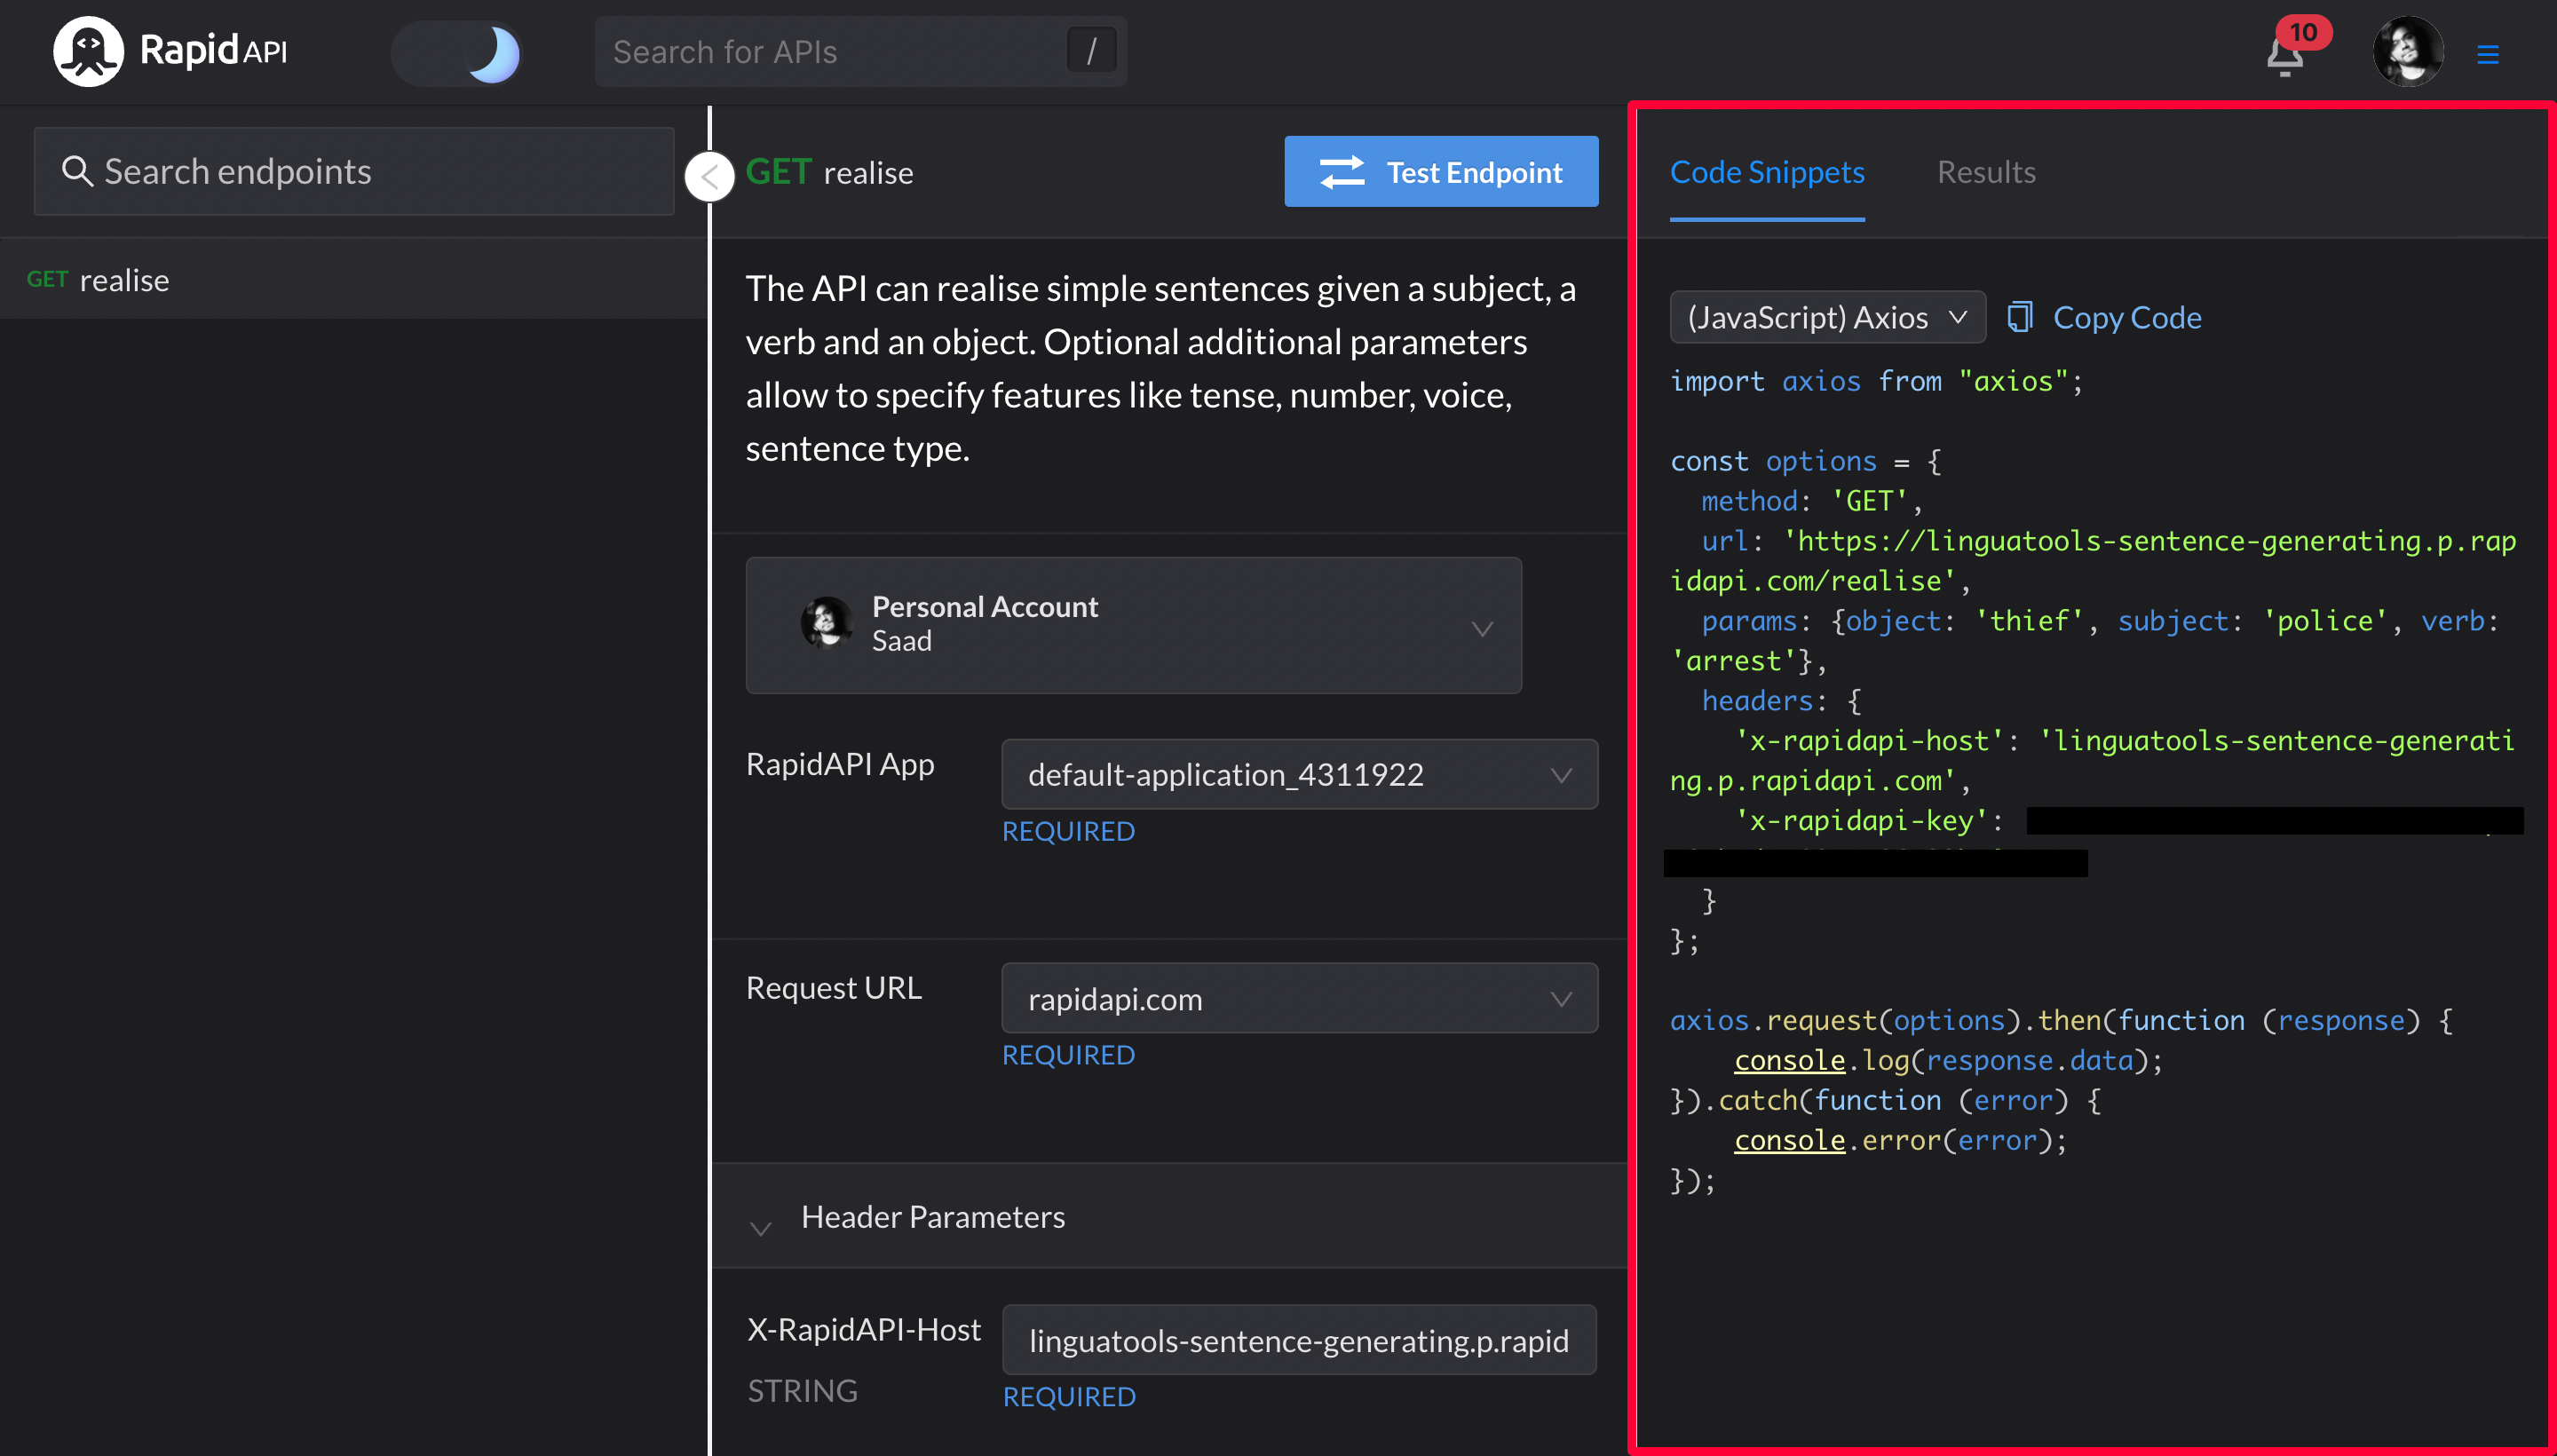 RapidAPI
Search for APIs
/
10
Search endpoints
GET realise
GET realise
Test Endpoint
The API can realise simple sentences given a subject, a
verb and an object. Optional additional parameters
allow to specify features like tense, number, voice,
sentence type.
Personal Account
Saad
RapidAPI App
default-application_4311922
REQUIRED
Request URL
rapidapi.com
REQUIRED
Header Parameters
X-RapidAPI-Host
linguatools-sentence-generating.p.rapid
STRING
REQUIRED
Code Snippets
Results
(JavaScript) Axios
Copy Code
import axios from "axios";
const options = {
  method: 'GET',
  url: 'https://linguatools-sentence-generating.p.rap
idapi.com/realise',
  params: {object: 'thief', subject: 'police', verb:
'arrest'},
  headers: {
    'x-rapidapi-host': 'linguatools-sentence-generati
ng.p.rapidapi.com',
    'x-rapidapi-key':
  }
};
axios.request(options).then(function (response) {
    console.log(response.data);
}).catch(function (error) {
    console.error(error);
});